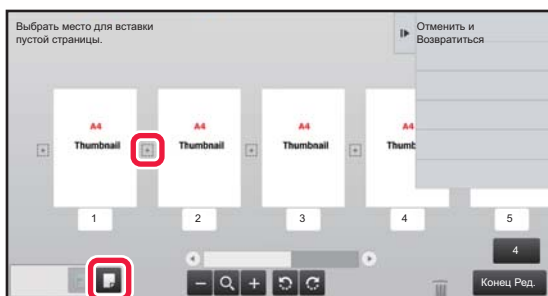 Выбрать место для вставки
пустой страницы.
Отменить и
Возвратиться
A4
Thumbnail
A4
Thumbnail
A4
Thumbnail
A4
Thumb
1
2
3
4
5
4
Конец Ред.